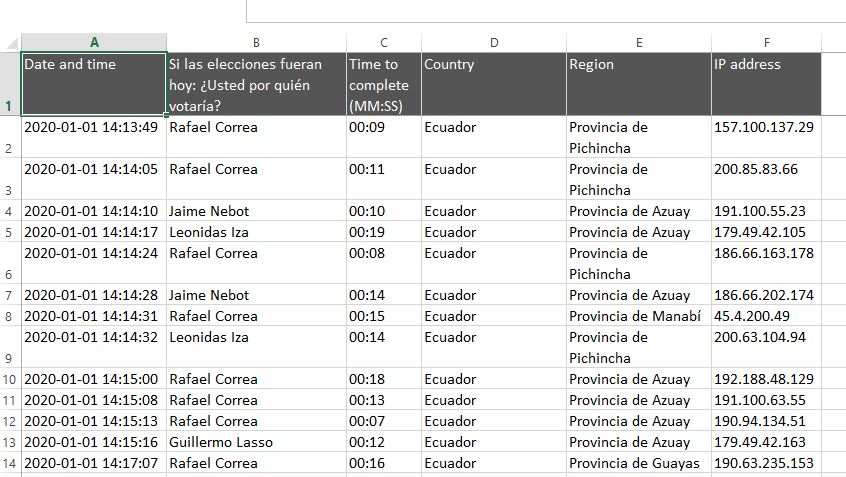 A B C D E F
1 Date and time Si las elecciones fueran hoy: ¿Usted por quién votaría? Time to complete (MM:SS) Country Region IP address
2 2020-01-01 14:13:49 Rafael Correa 00:09 Ecuador Provincia de Pichincha 157.100.137.29
3 2020-01-01 14:14:05 Rafael Correa 00:11 Ecuador Provincia de Pichincha 200.85.83.66
4 2020-01-01 14:14:10 Jaime Nebot 00:10 Ecuador Provincia de Azuay 191.100.55.23
5 2020-01-01 14:14:17 Leonidas Iza 00:19 Ecuador Provincia de Azuay 179.49.42.105
6 2020-01-01 14:14:24 Rafael Correa 00:08 Ecuador Provincia de Pichincha 186.66.163.178
7 2020-01-01 14:14:28 Jaime Nebot 00:14 Ecuador Provincia de Azuay 186.66.202.174
8 2020-01-01 14:14:31 Rafael Correa 00:15 Ecuador Provincia de Manabí 45.4.200.49
9 2020-01-01 14:14:32 Leonidas Iza 00:14 Ecuador Provincia de Pichincha 200.63.104.94
10 2020-01-01 14:15:00 Rafael Correa 00:18 Ecuador Provincia de Azuay 192.188.48.129
11 2020-01-01 14:15:08 Rafael Correa 00:13 Ecuador Provincia de Azuay 191.100.63.55
12 2020-01-01 14:15:13 Rafael Correa 00:07 Ecuador Provincia de Azuay 190.94.134.51
13 2020-01-01 14:15:16 Guillermo Lasso 00:12 Ecuador Provincia de Azuay 179.49.42.163
14 2020-01-01 14:17:07 Rafael Correa 00:16 Ecuador Provincia de Guayas 190.63.235.153